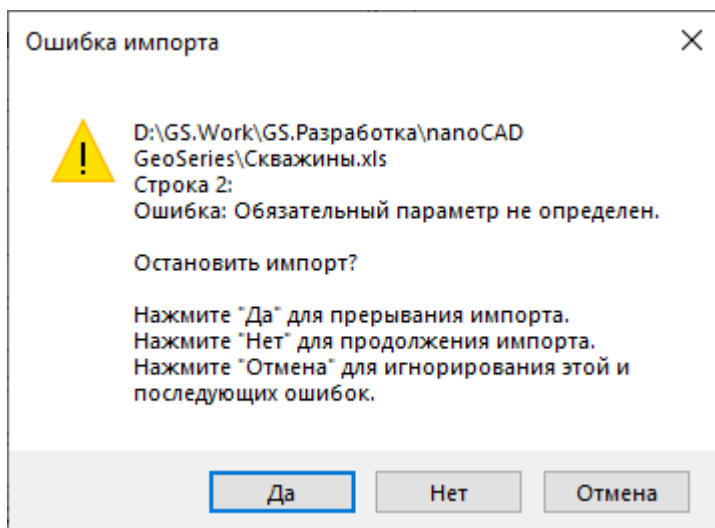 Ошибка импорта
D:\GS.Work\GS.Разработка\nanoCAD
GeoSeries\Скважины.xls
Строка 2:
Ошибка: Обязательный параметр не определен.
Остановить импорт?
Нажмите "Да" для прерывания импорта.
Нажмите "Нет" для продолжения импорта.
Нажмите "Отмена" для игнорирования этой и
последующих ошибок.
Да Нет Отмена